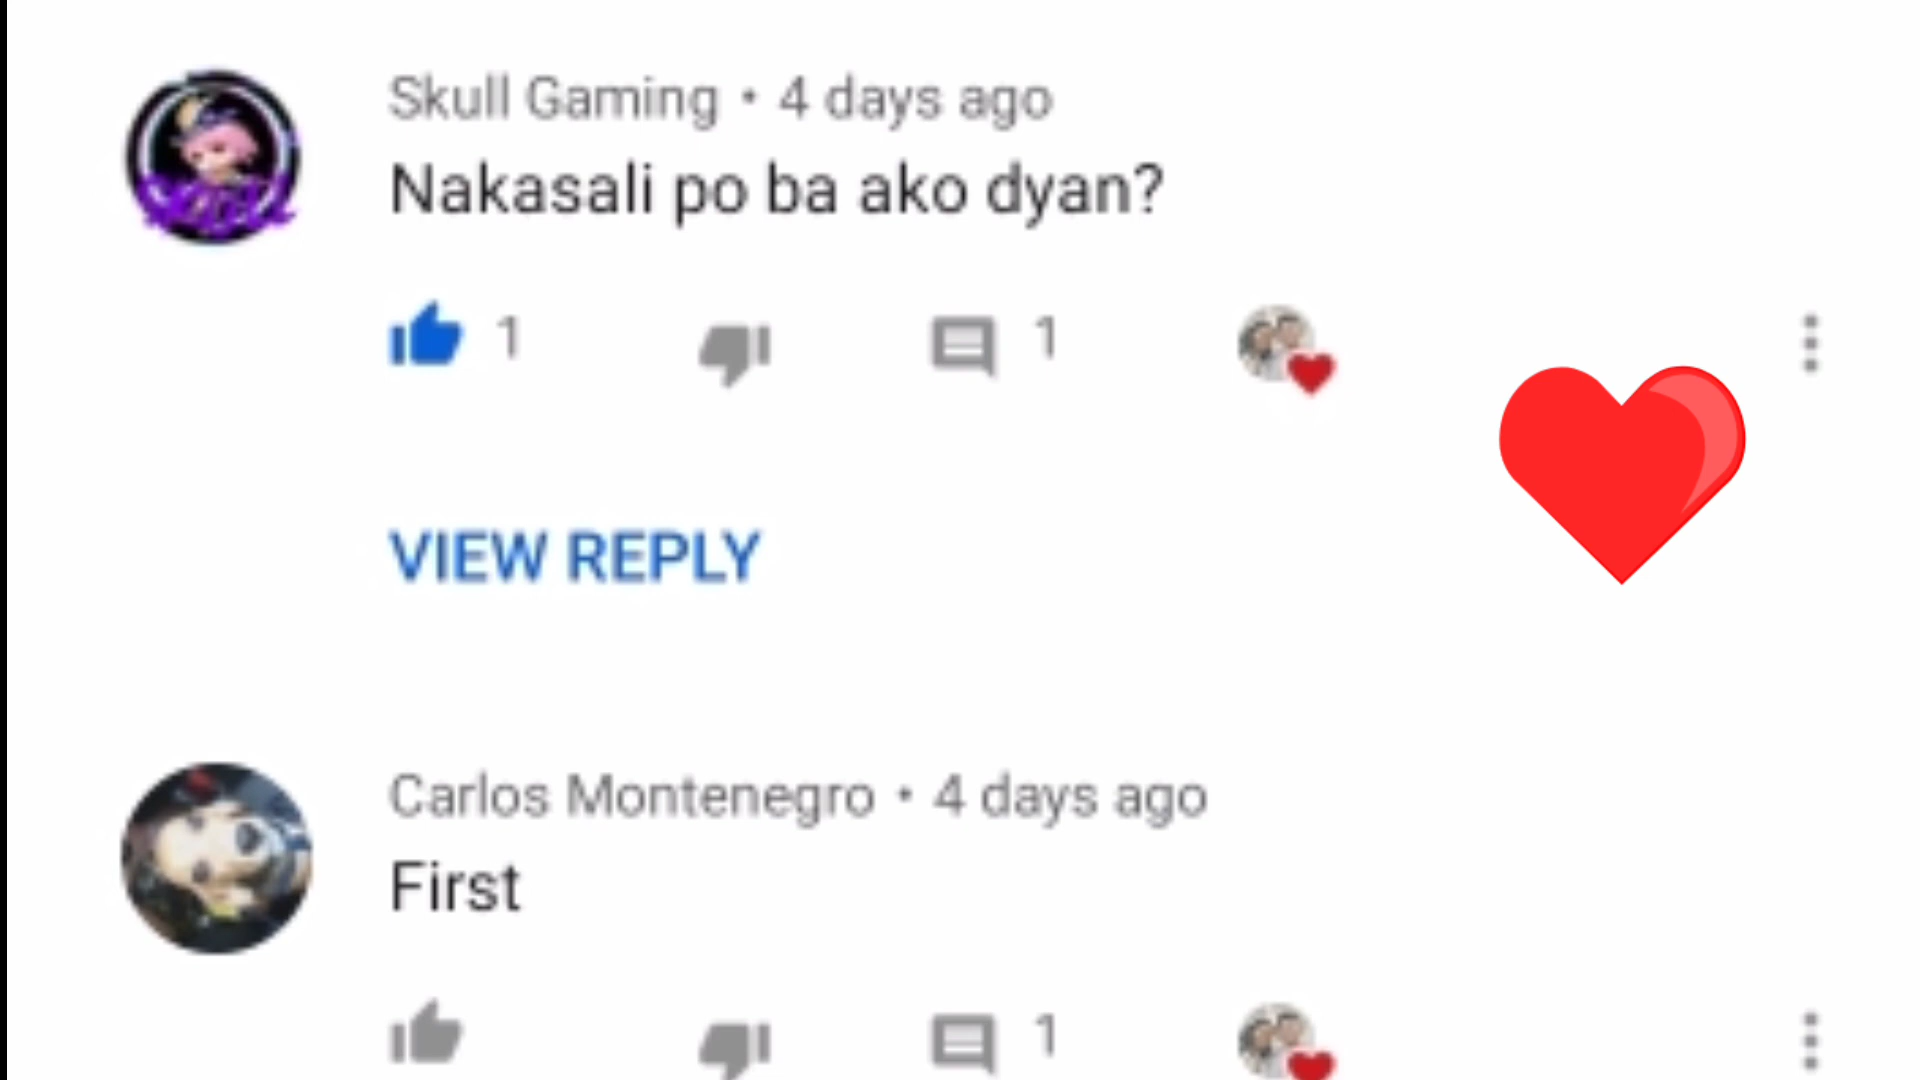 Skull Gaming • 4 days ago
Nakasali po ba ako dyan?
1 1
VIEW REPLY
Carlos Montenegro • 4 days ago
First
1